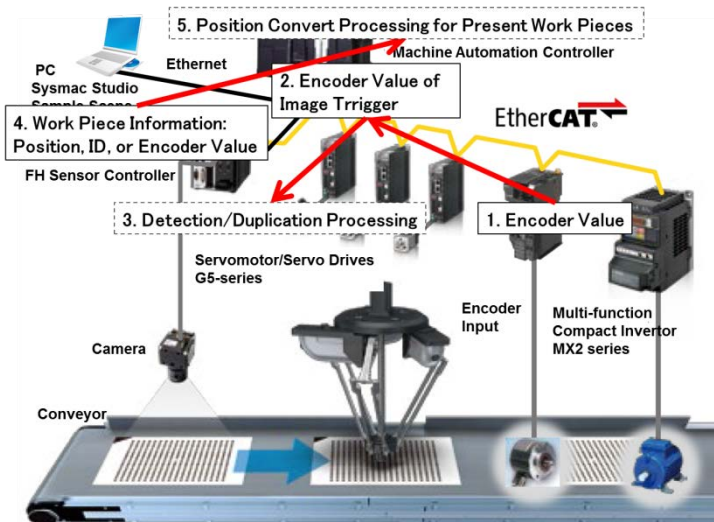 5. Position Convert Processing for Present Work Pieces
Machine Automation Controller
Ethernet
PC
Sysmac Studio
2. Encoder Value of
Image Trrigger
4. Work Piece Information:
Position, ID, or Encoder Value
FH Sensor Controller
EtherCAT®
3. Detection/Duplication Processing
1. Encoder Value
Servomotor/Servo Drives
G5-series
Encoder
Input
Multi-function
Compact Invertor
MX2 series
Camera
Conveyor